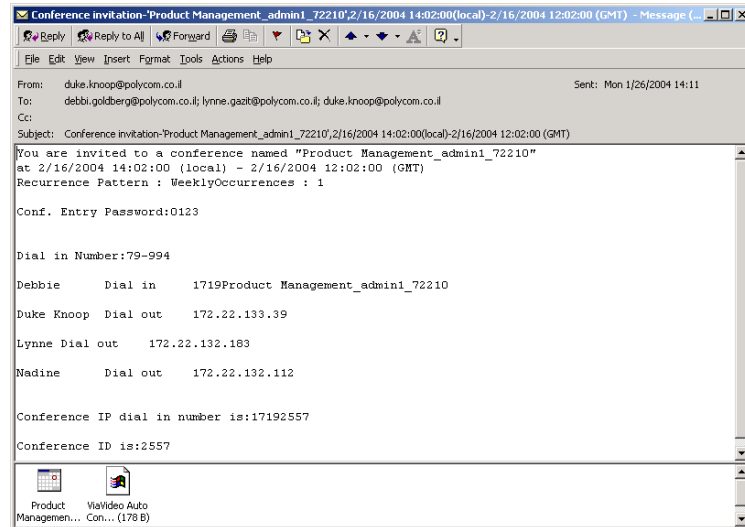 Conference invitation-'Product Management_admin1_72210',2/16/2004 14:02:00(local)-2/16/2004 12:02:00 (GMT) - Message (...
Reply Reply to All Forward
File Edit View Insert Format Tools Actions Help
From: duke.knoop@polycom.co.il Sent: Mon 1/26/2004 14:11
To: debbi.goldberg@polycom.co.il; lynne.gazit@polycom.co.il; duke.knoop@polycom.co.il
Cc:
Subject: Conference invitation-'Product Management_admin1_72210',2/16/2004 14:02:00(local)-2/16/2004 12:02:00 (GMT)
You are invited to a conference named "Product Management_admin1_72210"
at 2/16/2004 14:02:00 (local) - 2/16/2004 12:02:00 (GMT)
Recurrence Pattern : WeeklyOccurrences : 1
Conf. Entry Password:0123
Dial in Number:79-994
Debbie Dial in 1719Product Management_admin1_72210
Duke Knoop Dial out 172.22.133.39
Lynne Dial out 172.22.132.183
Nadine Dial out 172.22.132.112
Conference IP dial in number is:17192557
Conference ID is:2557
Product ViaVideo Auto
Managemen... Con... (178 B)